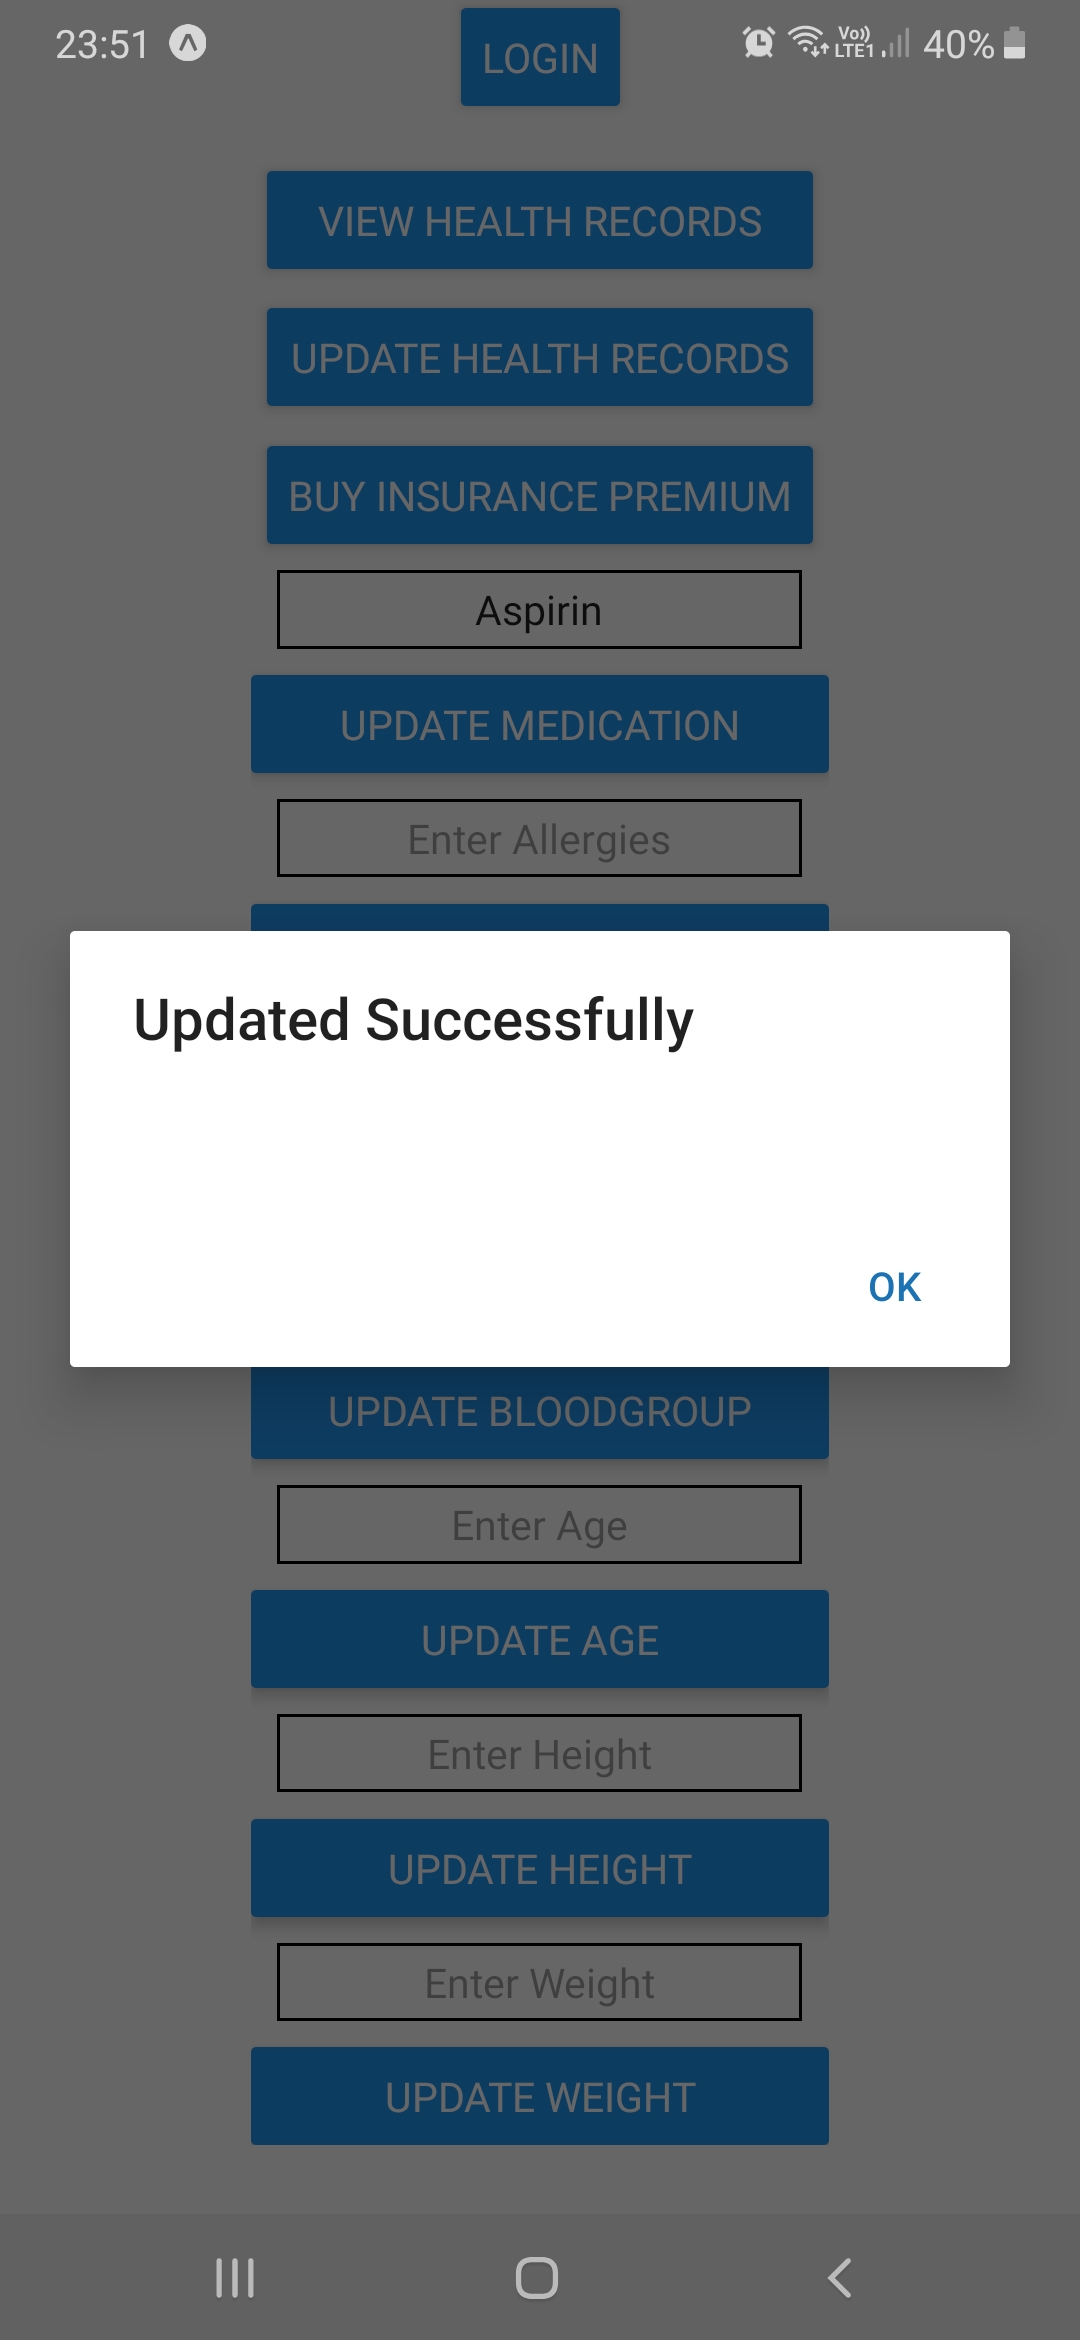 23:51
Vo))
LTE1
40%
LOGIN
VIEW HEALTH RECORDS
UPDATE HEALTH RECORDS
BUY INSURANCE PREMIUM
Aspirin
UPDATE MEDICATION
Enter Allergies
Updated Successfully
OK
UPDATE BLOODGROUP
Enter Age
UPDATE AGE
Enter Height
UPDATE HEIGHT
Enter Weight
UPDATE WEIGHT